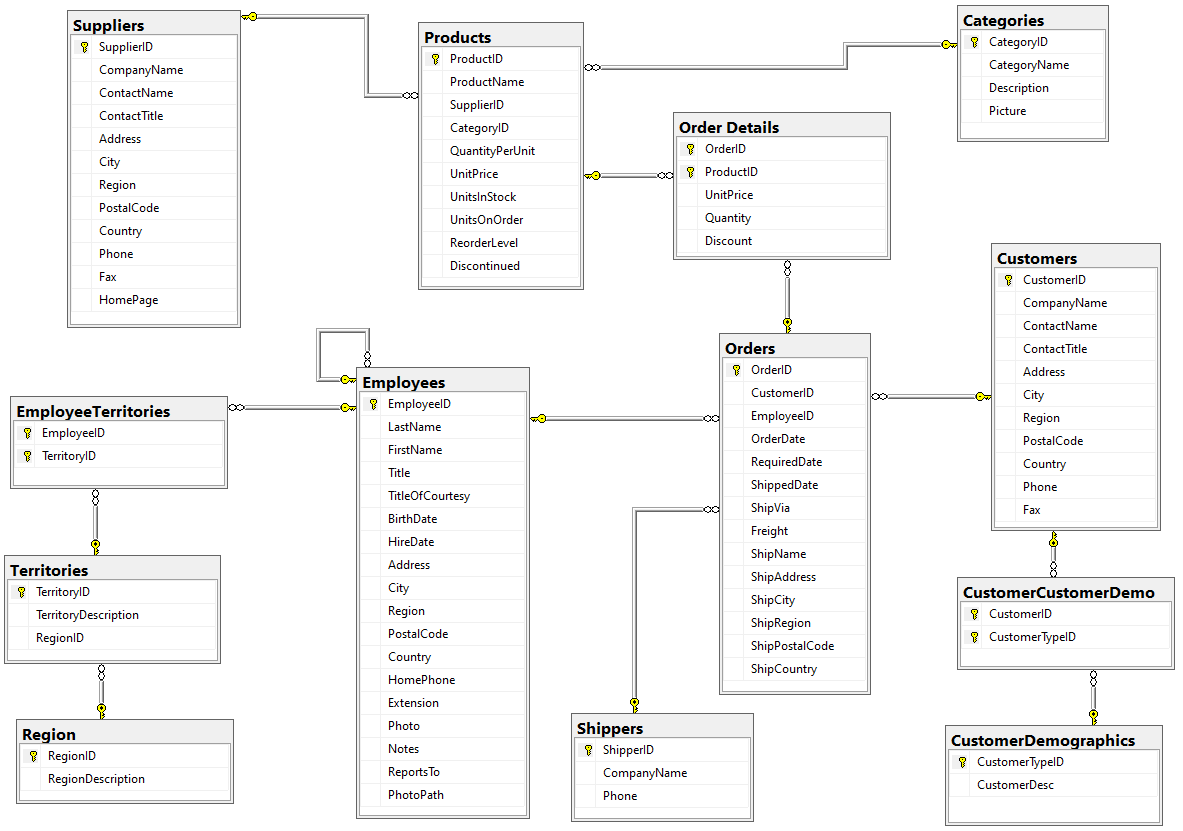 Suppliers
SupplierID
CompanyName
ContactName
ContactTitle
Address
City
Region
PostalCode
Country
Phone
Fax
HomePage
Products
ProductID
ProductName
SupplierID
CategoryID
QuantityPerUnit
UnitPrice
UnitsInStock
UnitsOnOrder
ReorderLevel
Discontinued
Categories
CategoryID
CategoryName
Description
Picture
Order Details
OrderID
ProductID
UnitPrice
Quantity
Discount
Customers
CustomerID
CompanyName
ContactName
ContactTitle
Address
City
Region
PostalCode
Country
Phone
Fax
Orders
OrderID
CustomerID
EmployeeID
OrderDate
RequiredDate
ShippedDate
ShipVia
Freight
ShipName
ShipAddress
ShipCity
ShipRegion
ShipPostalCode
ShipCountry
Employees
EmployeeID
LastName
FirstName
Title
TitleOfCourtesy
BirthDate
HireDate
Address
City
Region
PostalCode
Country
HomePhone
Extension
Photo
Notes
ReportsTo
PhotoPath
EmployeeTerritories
EmployeeID
TerritoryID
Territories
TerritoryID
TerritoryDescription
RegionID
Region
RegionID
RegionDescription
Shippers
ShipperID
CompanyName
Phone
CustomerCustomerDemo
CustomerID
CustomerTypeID
CustomerDemographics
CustomerTypeID
CustomerDesc